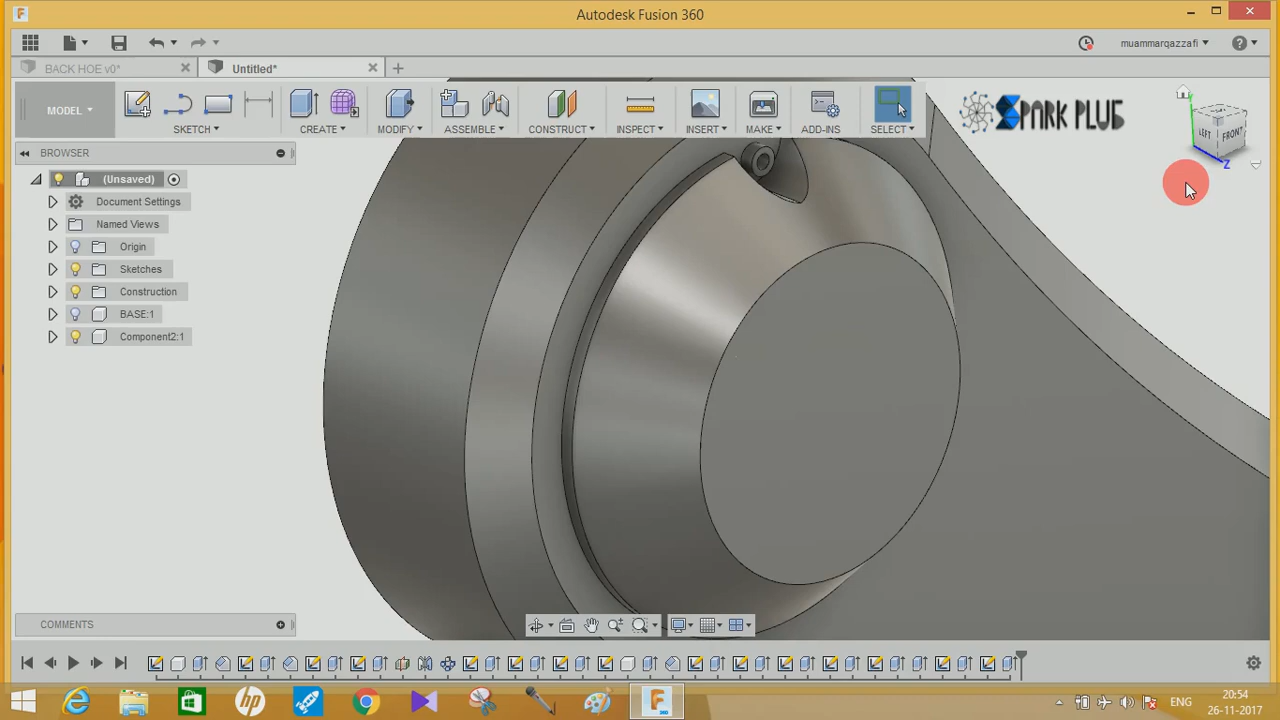 Autodesk Fusion 360
muammarqazzafi
BACK HOE v0*
Untitled*
MODEL
SKETCH
CREATE
MODIFY
ASSEMBLE
CONSTRUCT
INSPECT
INSERT
MAKE
ADD-INS
SELECT
SPARK PLUG
LEFT
FRONT
Z
BROWSER
(Unsaved)
Document Settings
Named Views
Origin
Sketches
Construction
BASE:1
Component2:1
COMMENTS
ENG
20:54
26-11-2017